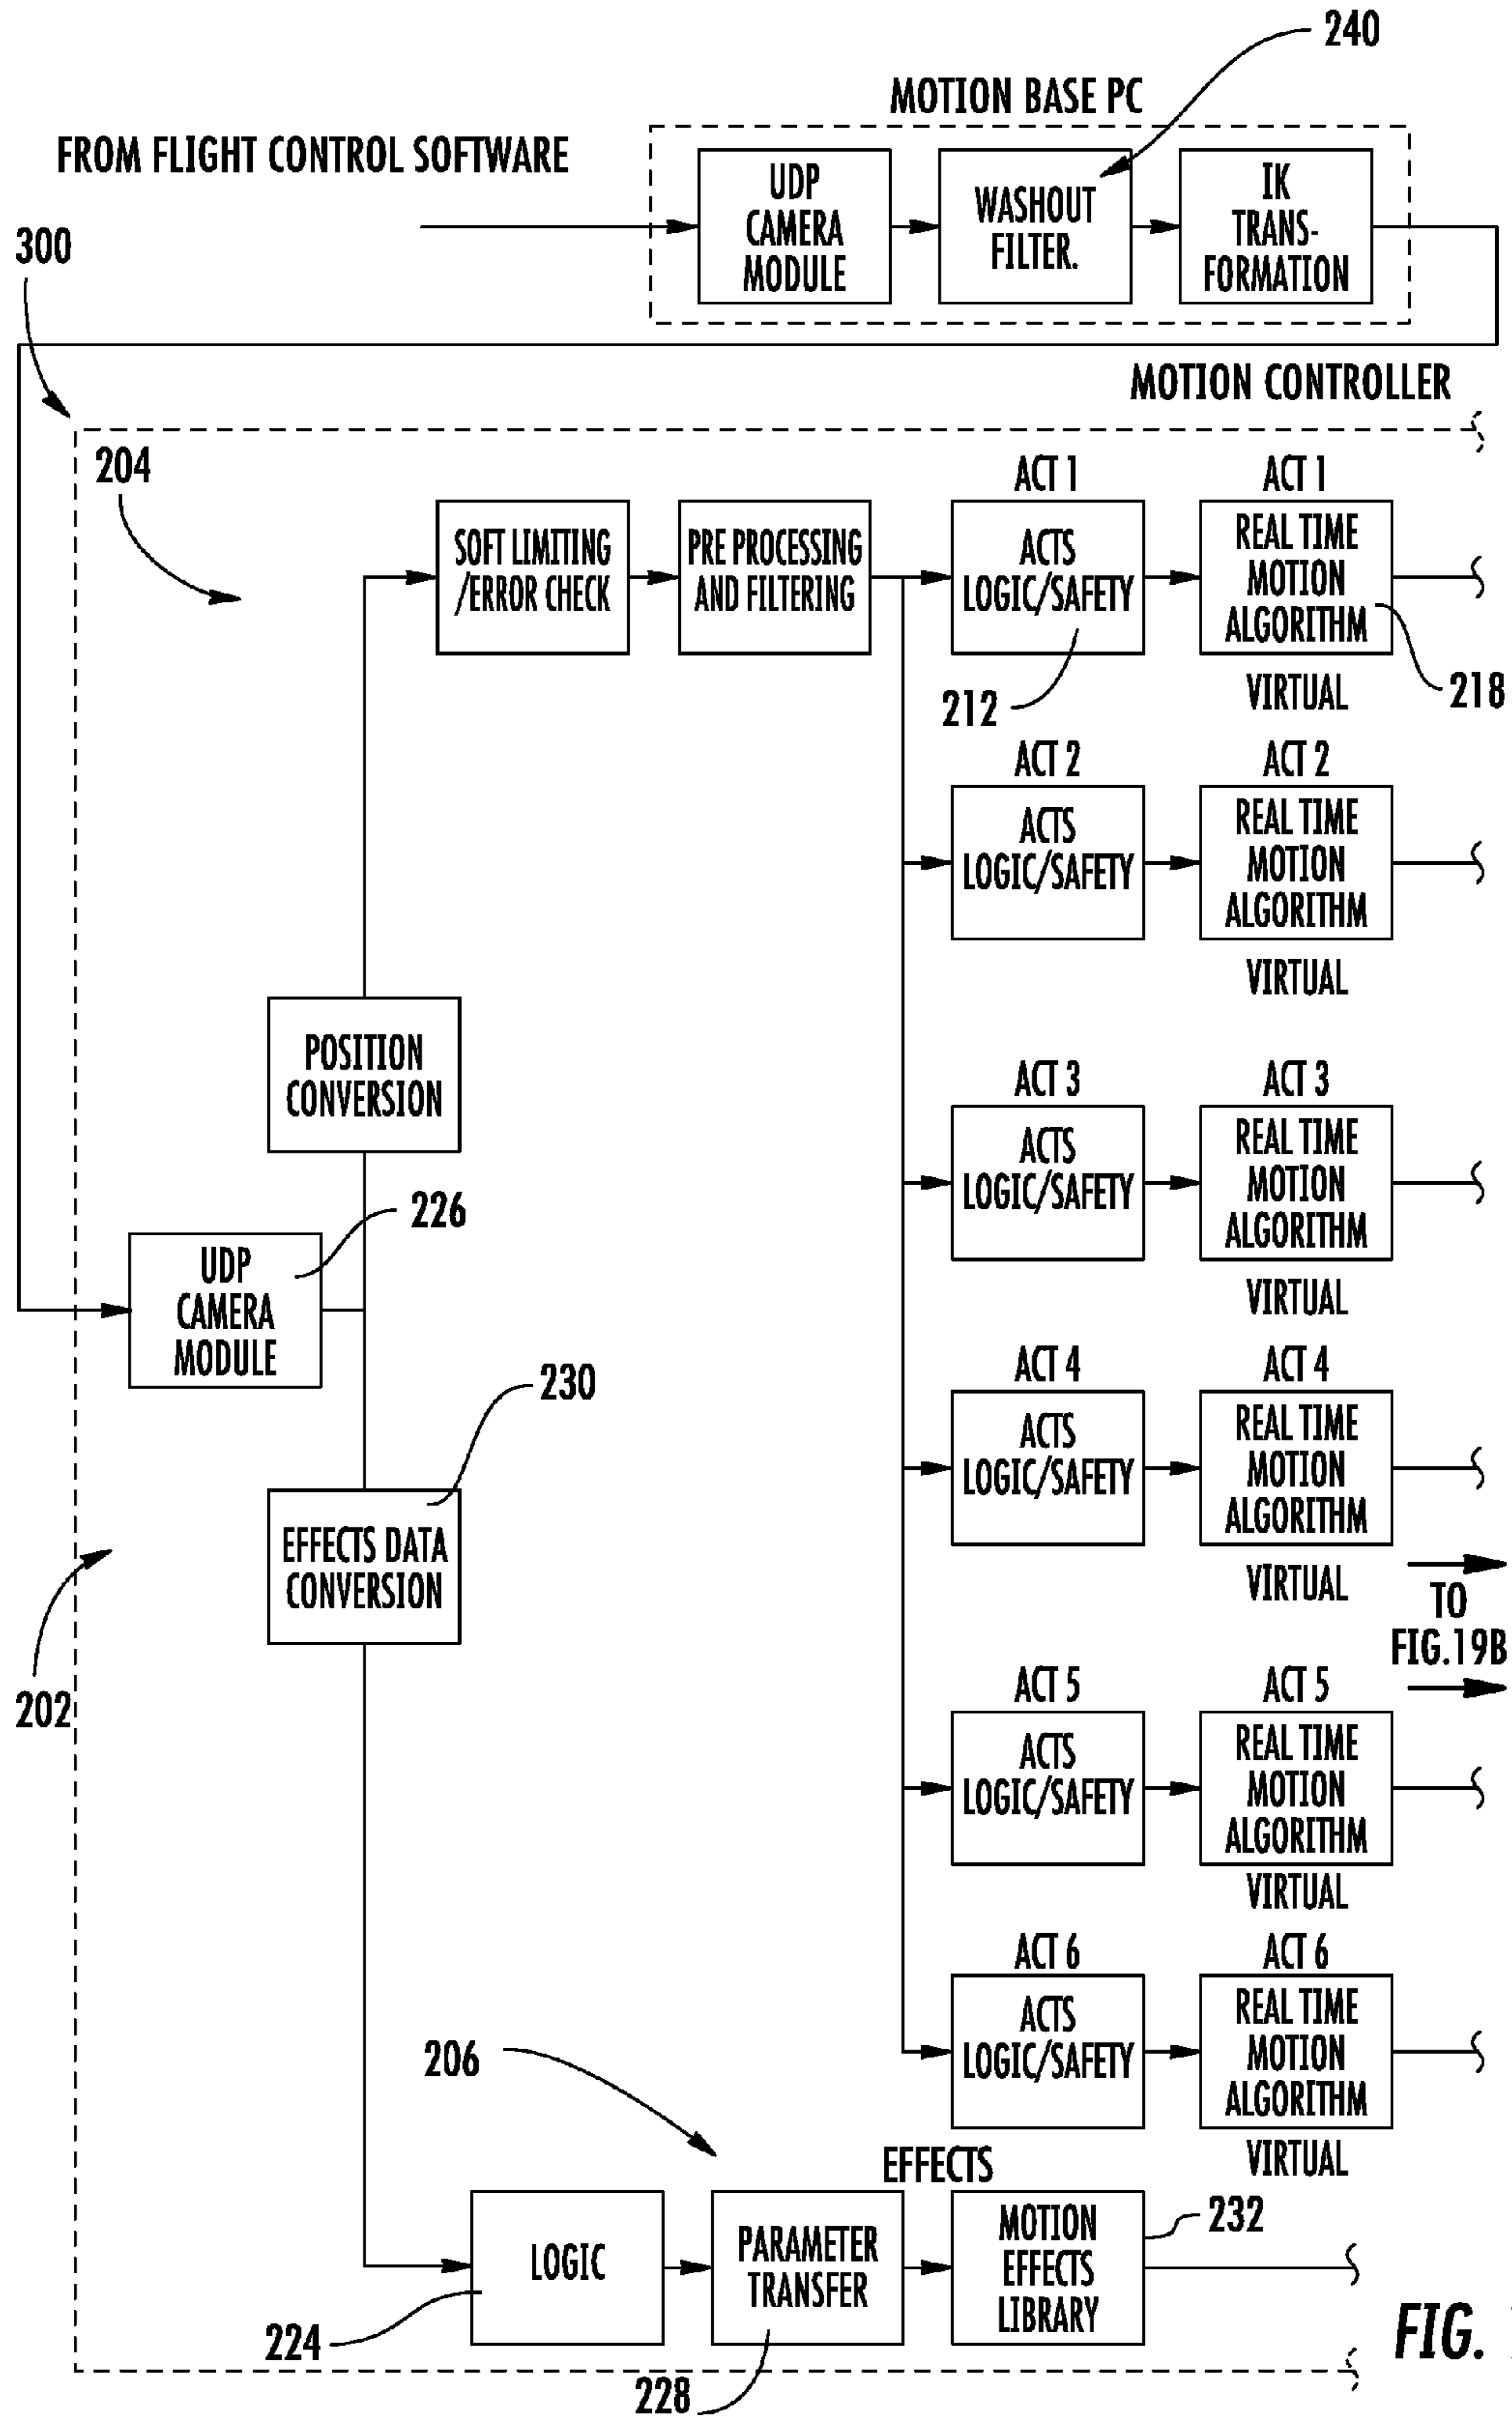 240
MOTION BASE PC
FROM FLIGHT CONTROL SOFTWARE
UDP
CAMERA
MODULE
WASHOUT
FILTER.
IK
TRANS-
FORMATION
300
MOTION CONTROLLER
204
ACT 1
ACT 1
SOFT LIMITING
/ERROR CHECK
PRE PROCESSING
AND FILTERING
ACTS
LOGIC/SAFETY
REAL TIME
MOTION
ALGORITHM
212
VIRTUAL
218
ACT 2
ACT 2
ACTS
LOGIC/SAFETY
REAL TIME
MOTION
ALGORITHM
VIRTUAL
POSITION
CONVERSION
ACT 3
ACT 3
ACTS
LOGIC/SAFETY
REAL TIME
MOTION
ALGORITHM
VIRTUAL
226
UDP
CAMERA
MODULE
230
ACT 4
ACT 4
ACTS
LOGIC/SAFETY
REAL TIME
MOTION
ALGORITHM
VIRTUAL
EFFECTS DATA
CONVERSION
202
TO
FIG.19B
ACT 5
ACT 5
ACTS
LOGIC/SAFETY
REAL TIME
MOTION
ALGORITHM
VIRTUAL
ACT 6
ACT 6
ACTS
LOGIC/SAFETY
REAL TIME
MOTION
ALGORITHM
VIRTUAL
206
EFFECTS
LOGIC
PARAMETER
TRANSFER
MOTION
EFFECTS
LIBRARY
232
224
228
FIG.